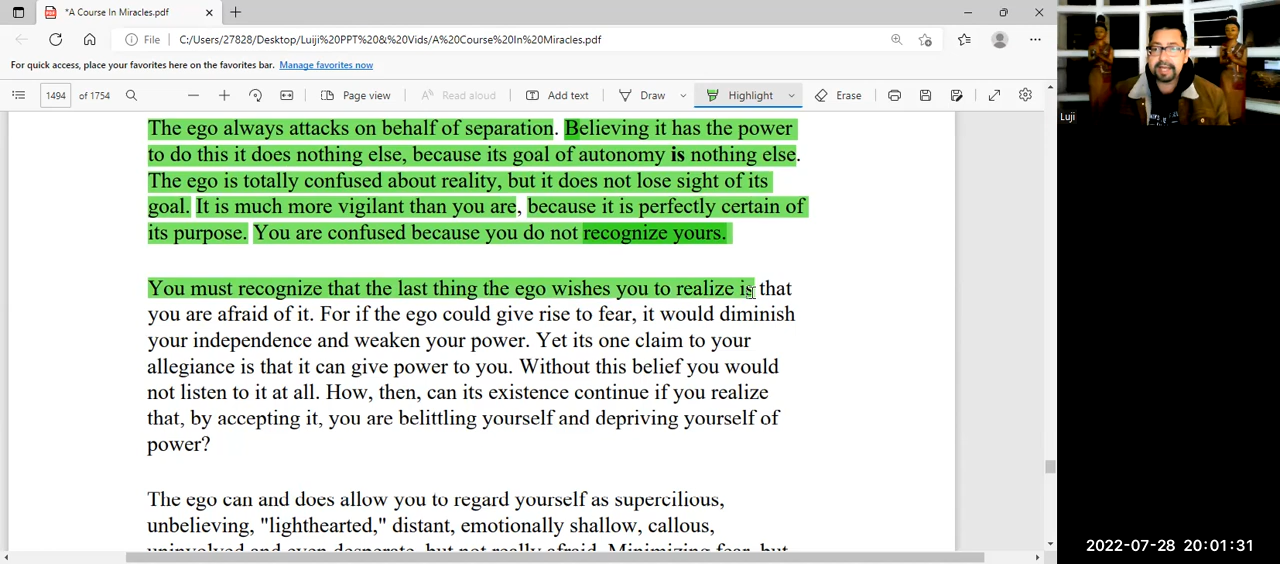 *A Course In Miracles.pdf
File C:/Users/27828/Desktop/Luiji%20PPT%20&%20Vids/A%20Course%20In%20Miracles.pdf
For quick access, place your favorites here on the favorites bar. Manage favorites now
1494 of 1754 Page view Read aloud Add text Draw Highlight Erase
The ego always attacks on behalf of separation. Believing it has the power
to do this it does nothing else, because its goal of autonomy is nothing else.
The ego is totally confused about reality, but it does not lose sight of its
goal. It is much more vigilant than you are, because it is perfectly certain of
its purpose. You are confused because you do not recognize yours.
You must recognize that the last thing the ego wishes you to realize is that
you are afraid of it. For if the ego could give rise to fear, it would diminish
your independence and weaken your power. Yet its one claim to your
allegiance is that it can give power to you. Without this belief you would
not listen to it at all. How, then, can its existence continue if you realize
that, by accepting it, you are belittling yourself and depriving yourself of
power?
The ego can and does allow you to regard yourself as supercilious,
unbelieving, "lighthearted," distant, emotionally shallow, callous,
uninvolved and even desperate, but not really afraid. Minimizing fear, but
Luji
2022-07-28 20:01:31